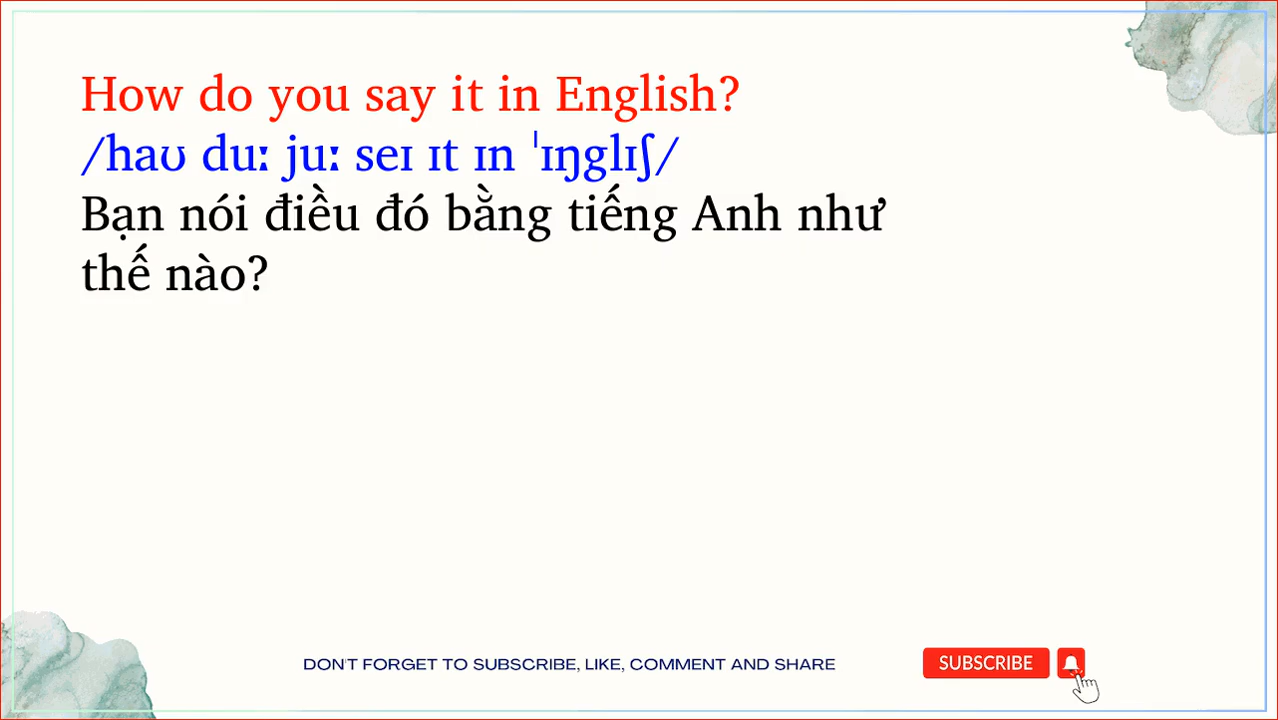 How do you say it in English?
/haʊ duː juː seɪ ɪt ɪn ˈɪŋglɪʃ/
Bạn nói điều đó bằng tiếng Anh như
thế nào?
DON'T FORGET TO SUBSCRIBE, LIKE, COMMENT AND SHARE
SUBSCRIBE